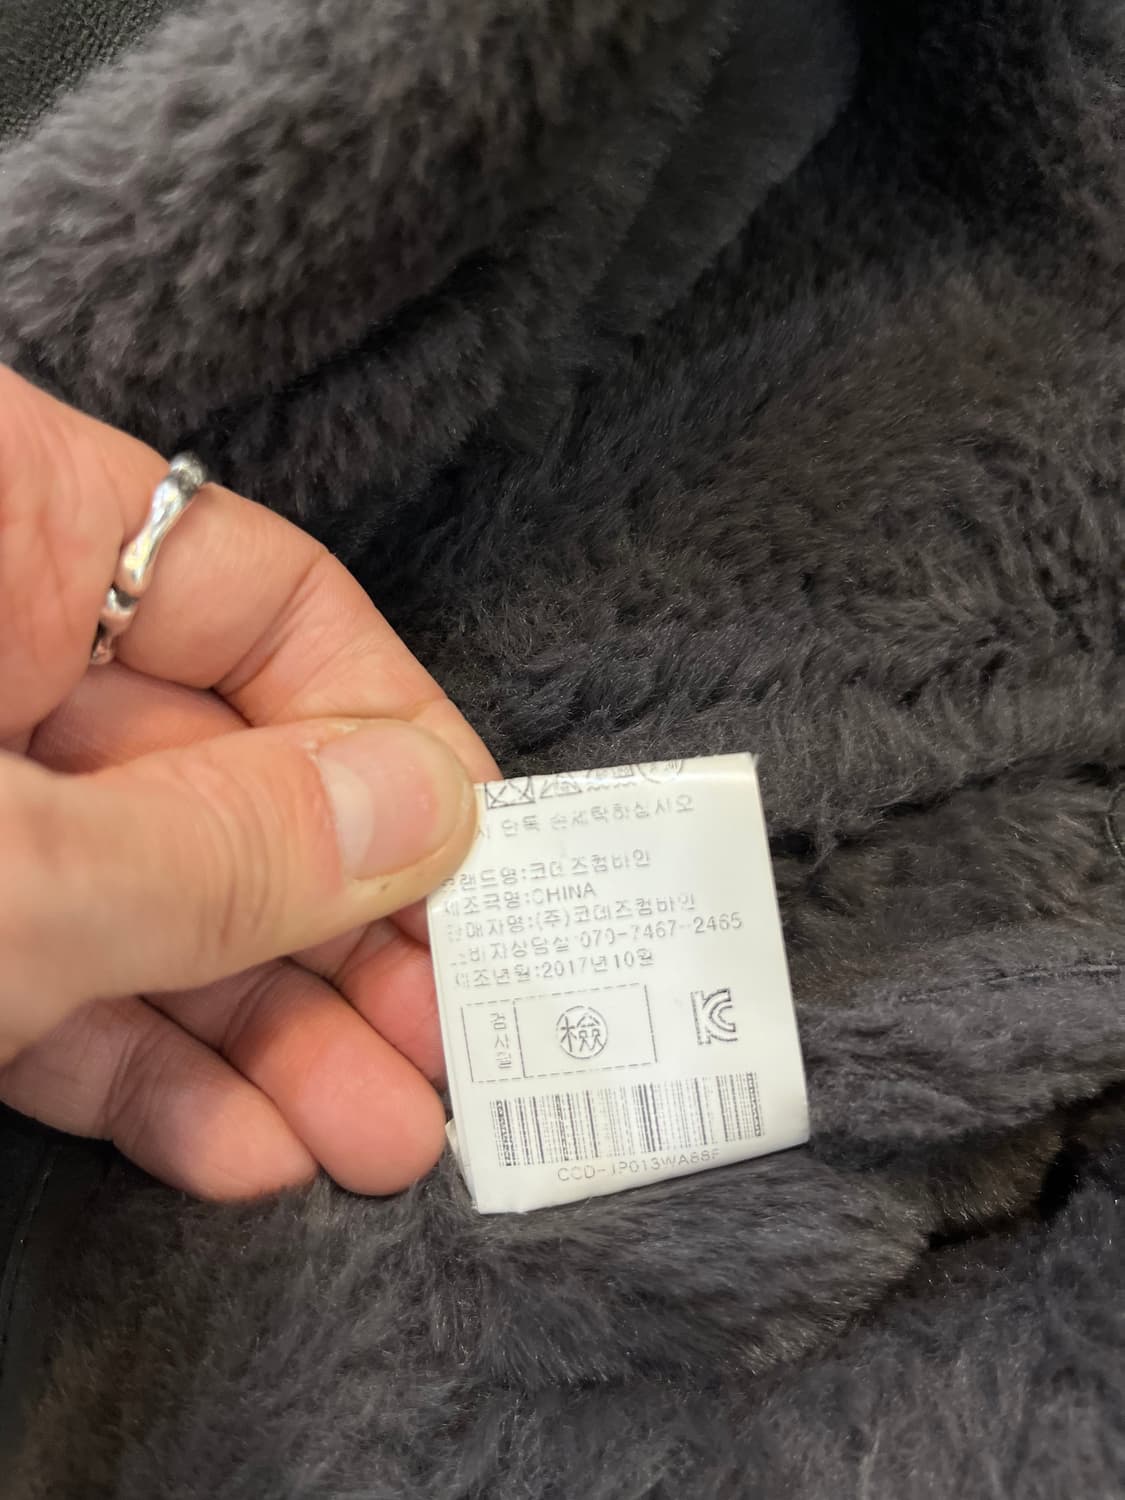 단독 손세탁하십시오
브랜드명:코데즈컴바인
제조국명:CHINA
판매자명:(주)코데즈컴바인
소비자상담실 070-7467-2465
제조년월:2017년10월
검사필
檢
KC